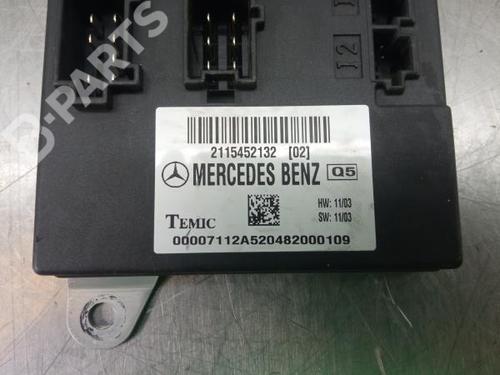 B-PARTS
I2
2115452132 [02]
MERCEDES BENZ Q5
HW: 11/03
SW: 11/03
TEMIC
00007112A520482000109